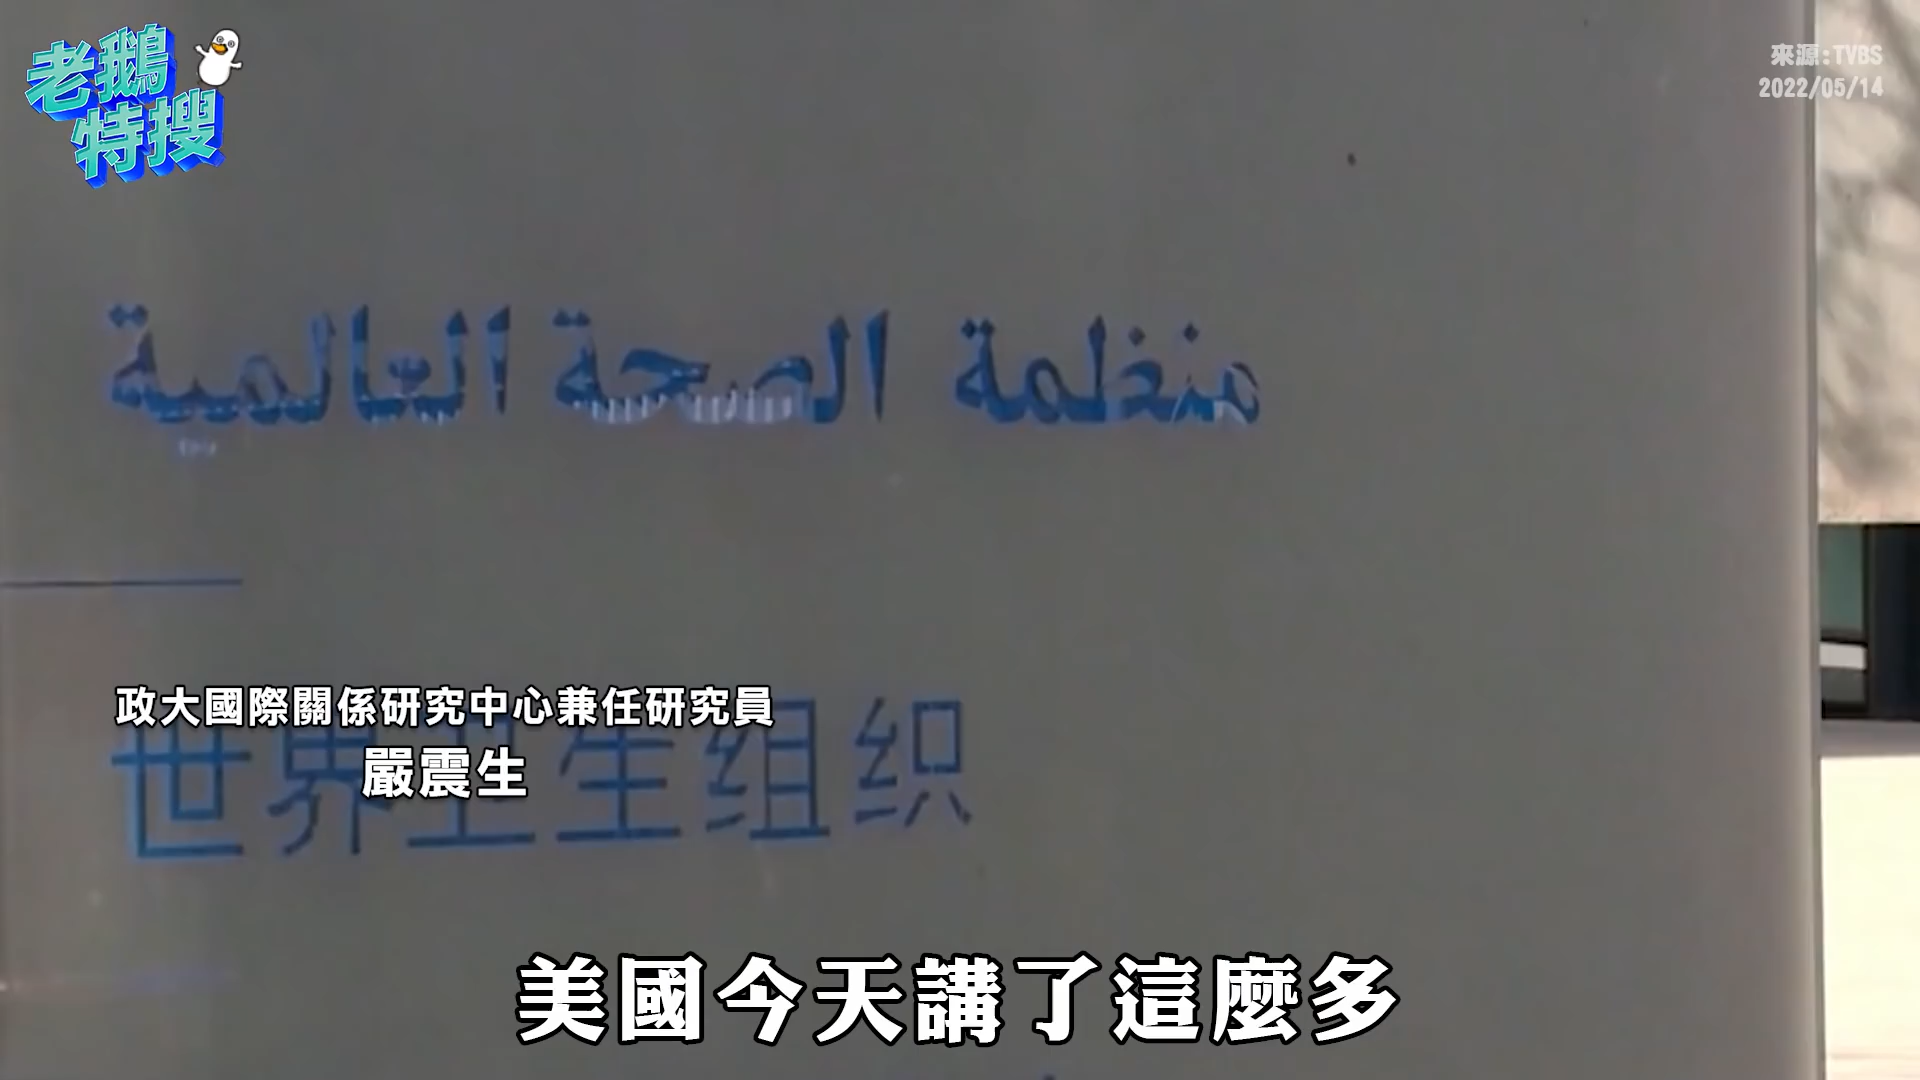 老鵝
特搜
來源:TVBS
2022/05/14
منظمة الصحة العالمية
政大國際關係研究中心兼任研究員
嚴震生
世界卫生组织
美國今天講了這麼多